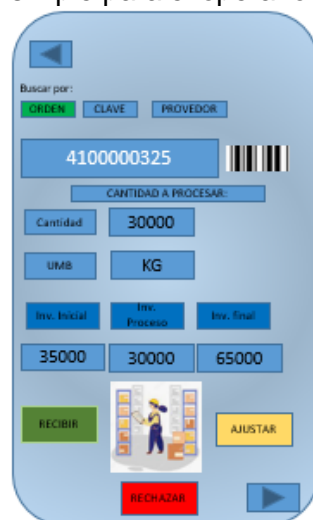 Buscar por:
ORDEN CLAVE PROVEDOR
4100000325
CANTIDAD A PROCESAR:
Cantidad 30000
UMB KG
Inv. Inicial Inv. Proceso Inv. final
35000 30000 65000
RECIBIR AJUSTAR
RECHAZAR